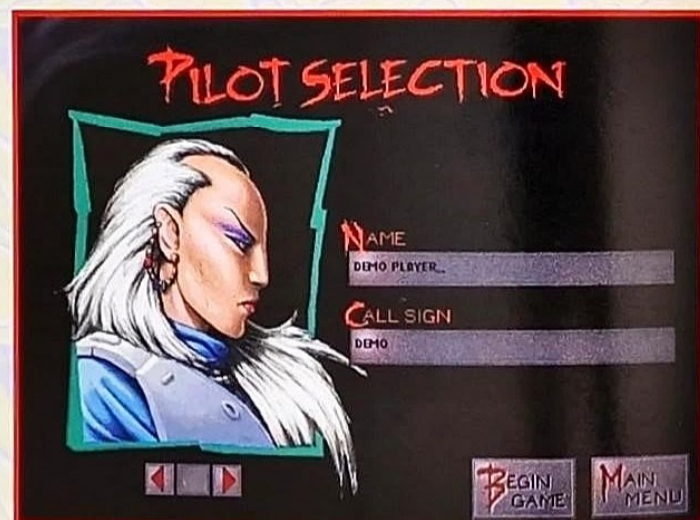 PILOT SELECTION
NAME
DEMO PLAYER_
CALL SIGN
DEMO
BEGIN
GAME
MAIN
MENU